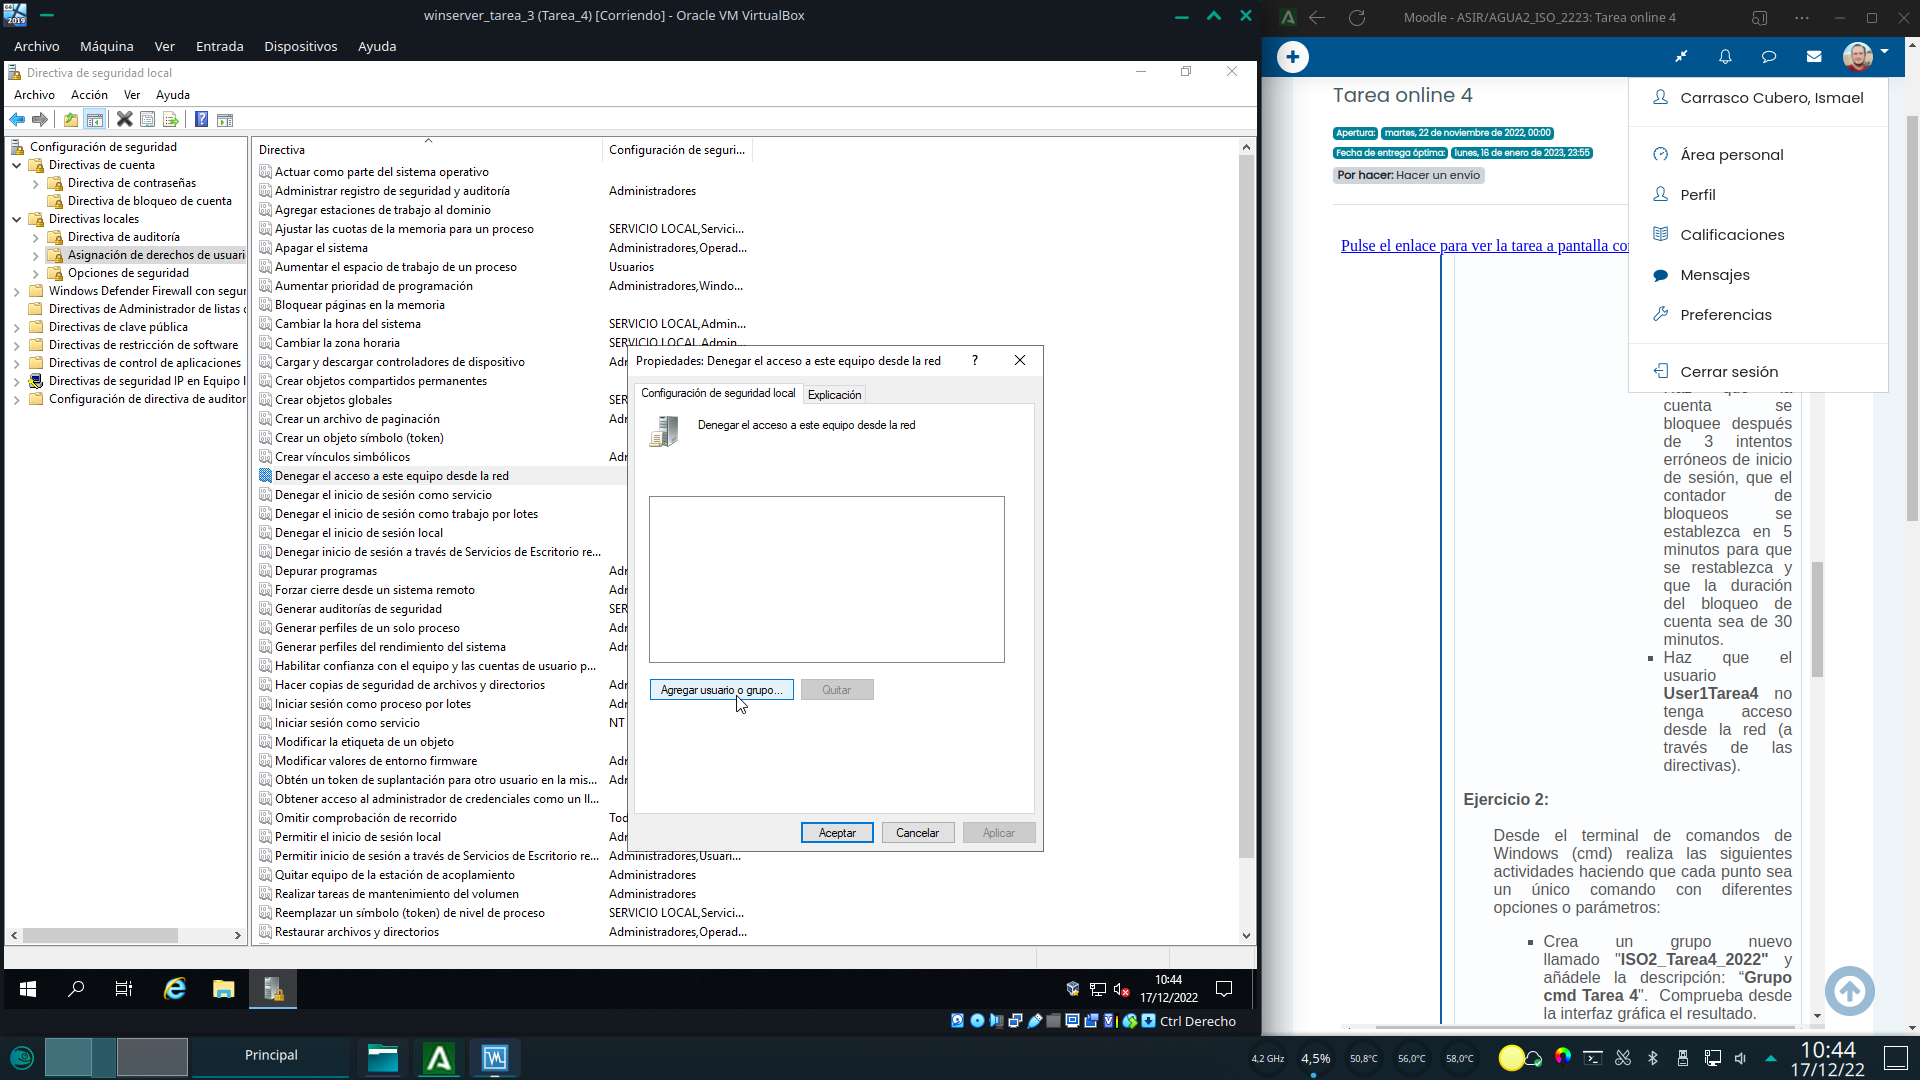 winserver_tarea_3 (Tarea_4) [Corriendo] - Oracle VM VirtualBox
Archivo Máquina Ver Entrada Dispositivos Ayuda
Directiva de seguridad local
Archivo Acción Ver Ayuda
Configuración de seguridad
Directivas de cuenta
Directiva de contraseñas
Directiva de bloqueo de cuenta
Directivas locales
Directiva de auditoría
Asignación de derechos de usuari
Opciones de seguridad
Windows Defender Firewall con segur
Directivas de Administrador de listas
Directivas de clave pública
Directivas de restricción de software
Directivas de control de aplicaciones
Directivas de seguridad IP en Equipo l
Configuración de directiva de auditor
Directiva Configuración de seguri...
Actuar como parte del sistema operativo
Administrar registro de seguridad y auditoría Administradores
Agregar estaciones de trabajo al dominio
Ajustar las cuotas de la memoria para un proceso SERVICIO LOCAL,Servici...
Apagar el sistema Administradores,Operad...
Aumentar el espacio de trabajo de un proceso Usuarios
Aumentar prioridad de programación Administradores,Windo...
Bloquear páginas en la memoria
Cambiar la hora del sistema SERVICIO LOCAL,Admin...
Cambiar la zona horaria SERVICIO LOCAL,Admin...
Cargar y descargar controladores de dispositivo Adr
Crear objetos compartidos permanentes
Crear objetos globales SER
Crear un archivo de paginación Adr
Crear un objeto símbolo (token)
Crear vínculos simbólicos Adr
Denegar el acceso a este equipo desde la red
Denegar el inicio de sesión como servicio
Denegar el inicio de sesión como trabajo por lotes
Denegar el inicio de sesión local
Denegar inicio de sesión a través de Servicios de Escritorio re...
Depurar programas Adr
Forzar cierre desde un sistema remoto Adr
Generar auditorías de seguridad SER
Generar perfiles de un solo proceso Adr
Generar perfiles del rendimiento del sistema Adr
Habilitar confianza con el equipo y las cuentas de usuario p...
Hacer copias de seguridad de archivos y directorios Adr
Iniciar sesión como proceso por lotes Adr
Iniciar sesión como servicio NT
Modificar la etiqueta de un objeto
Modificar valores de entorno firmware Adr
Obtén un token de suplantación para otro usuario en la mis... Adr
Obtener acceso al administrador de credenciales como un ll...
Omitir comprobación de recorrido Tod
Permitir el inicio de sesión local Adr
Permitir inicio de sesión a través de Servicios de Escritorio re... Administradores,Usuari...
Quitar equipo de la estación de acoplamiento Administradores
Realizar tareas de mantenimiento del volumen Administradores
Reemplazar un símbolo (token) de nivel de proceso SERVICIO LOCAL,Servici...
Restaurar archivos y directorios Administradores,Operad...
Propiedades: Denegar el acceso a este equipo desde la red ?
Configuración de seguridad local Explicación
Denegar el acceso a este equipo desde la red
Agregar usuario o grupo... Quitar
Aceptar Cancelar Aplicar
10:44
17/12/2022
Ctrl Derecho
Moodle - ASIR/AGUA2_ISO_2223: Tarea online 4
Tarea online 4
Apertura: martes, 22 de noviembre de 2022, 00:00
Fecha de entrega óptima: lunes, 16 de enero de 2023, 23:55
Por hacer: Hacer un envío
Pulse el enlace para ver la tarea a pantalla co
Carrasco Cubero, Ismael
Área personal
Perfil
Calificaciones
Mensajes
Preferencias
Cerrar sesión
Haz que la
cuenta se
bloquee después
de 3 intentos
erróneos de inicio
de sesión, que el
contador de
bloqueos se
establezca en 5
minutos para que
se restablezca y
que la duración
del bloqueo de
cuenta sea de 30
minutos.
Haz que el
usuario
User1Tarea4 no
tenga acceso
desde la red (a
través de las
directivas).
Ejercicio 2:
Desde el terminal de comandos de
Windows (cmd) realiza las siguientes
actividades haciendo que cada punto sea
un único comando con diferentes
opciones o parámetros:
Crea un grupo nuevo
llamado "ISO2_Tarea4_2022" y
añádele la descripción: “Grupo
cmd Tarea 4". Comprueba desde
la interfaz gráfica el resultado.
Principal
4,2 GHz 4,5% 50,8°C 56,0°C 58,0°C
10:44
17/12/22